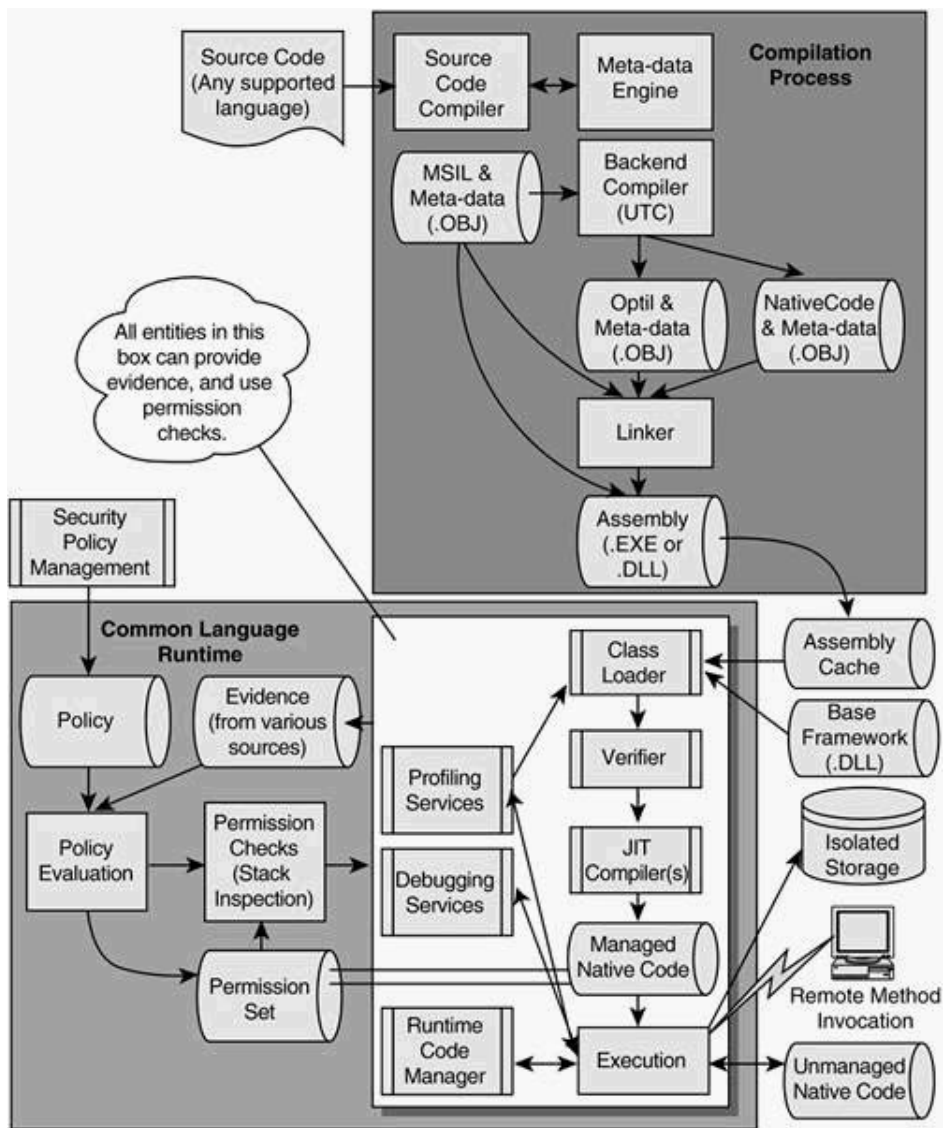 Source Code
(Any supported
language)
Source
Code
Compiler
Meta-data
Engine
Compilation
Process
MSIL &
Meta-data
(.OBJ)
Backend
Compiler
(UTC)
Optil &
Meta-data
(.OBJ)
NativeCode
& Meta-data
(.OBJ)
All entities in this
box can provide
evidence, and use
permission
checks.
Linker
Assembly
(.EXE or
.DLL)
Security
Policy
Management
Common Language
Runtime
Policy
Evidence
(from various
sources)
Class
Loader
Assembly
Cache
Base
Framework
(.DLL)
Profiling
Services
Verifier
Policy
Evaluation
Permission
Checks
(Stack
Inspection)
Debugging
Services
JIT
Compiler(s)
Isolated
Storage
Permission
Set
Managed
Native Code
Remote Method
Invocation
Runtime
Code
Manager
Execution
Unmanaged
Native Code